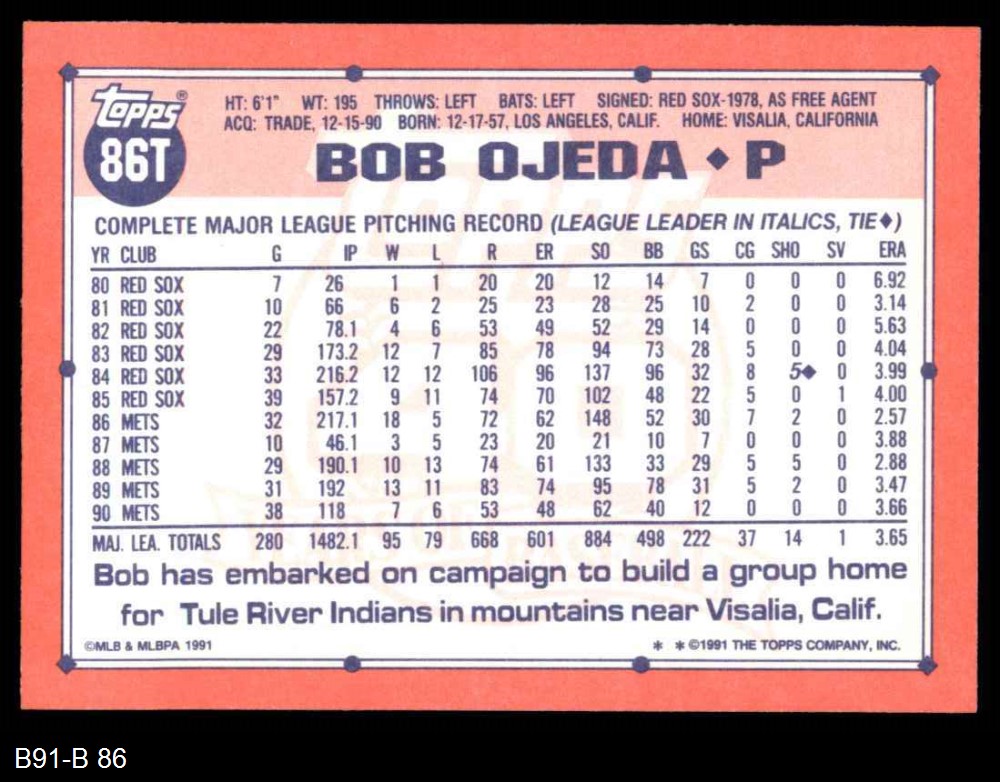 TOPPS®
86T
HT: 6'1" WT: 195 THROWS: LEFT BATS: LEFT SIGNED: RED SOX-1978, AS FREE AGENT
ACQ: TRADE, 12-15-90 BORN: 12-17-57, LOS ANGELES, CALIF. HOME: VISALIA, CALIFORNIA
BOB OJEDA ◆ P
COMPLETE MAJOR LEAGUE PITCHING RECORD (LEAGUE LEADER IN ITALICS, TIE◆)
YR CLUB G IP W L R ER SO BB GS CG SHO SV ERA
80 RED SOX 7 26 1 1 20 20 12 14 7 0 0 0 6.92
81 RED SOX 10 66 6 2 25 23 28 25 10 2 0 0 3.14
82 RED SOX 22 78.1 4 6 53 49 52 29 14 0 0 0 5.63
83 RED SOX 29 173.2 12 7 85 78 94 73 28 5 0 0 4.04
84 RED SOX 33 216.2 12 12 106 96 137 96 32 8 5◆ 0 3.99
85 RED SOX 39 157.2 9 11 74 70 102 48 22 5 0 1 4.00
86 METS 32 217.1 18 5 72 62 148 52 30 7 2 0 2.57
87 METS 10 46.1 3 5 23 20 21 10 7 0 0 0 3.88
88 METS 29 190.1 10 13 74 61 133 33 29 5 5 0 2.88
89 METS 31 192 13 11 83 74 95 78 31 5 2 0 3.47
90 METS 38 118 7 6 53 48 62 40 12 0 0 0 3.66
MAJ. LEA. TOTALS 280 1482.1 95 79 668 601 884 498 222 37 14 1 3.65
Bob has embarked on campaign to build a group home
for Tule River Indians in mountains near Visalia, Calif.
©MLB & MLBPA 1991 * * ©1991 THE TOPPS COMPANY, INC.
B91-B 86